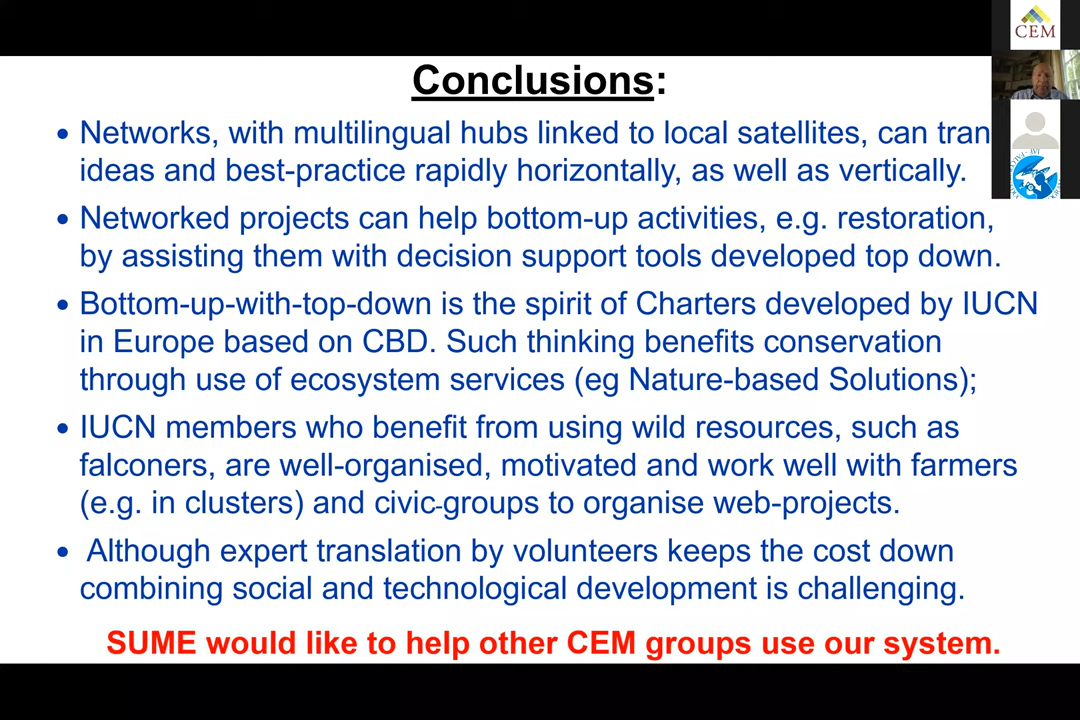 Conclusions:
• Networks, with multilingual hubs linked to local satellites, can tran
ideas and best-practice rapidly horizontally, as well as vertically.
• Networked projects can help bottom-up activities, e.g. restoration,
by assisting them with decision support tools developed top down.
• Bottom-up-with-top-down is the spirit of Charters developed by IUCN
in Europe based on CBD. Such thinking benefits conservation
through use of ecosystem services (eg Nature-based Solutions);
• IUCN members who benefit from using wild resources, such as
falconers, are well-organised, motivated and work well with farmers
(e.g. in clusters) and civic-groups to organise web-projects.
• Although expert translation by volunteers keeps the cost down
combining social and technological development is challenging.
SUME would like to help other CEM groups use our system.
CEM